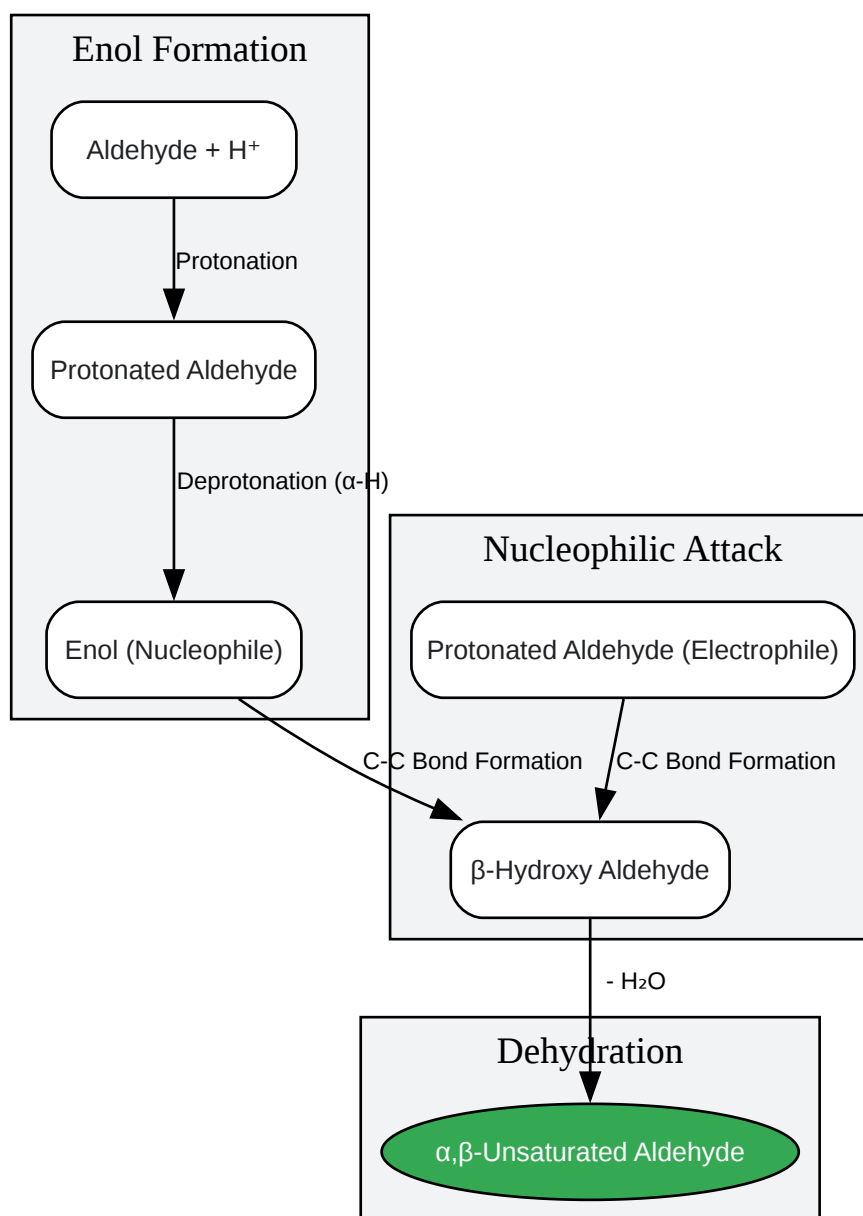 Enol Formation
Aldehyde + H⁺
Protonation
Protonated Aldehyde
Deprotonation (α-H)
Enol (Nucleophile)
Nucleophilic Attack
Protonated Aldehyde (Electrophile)
C-C Bond Formation
C-C Bond Formation
β-Hydroxy Aldehyde
- H₂O
Dehydration
α,β-Unsaturated Aldehyde